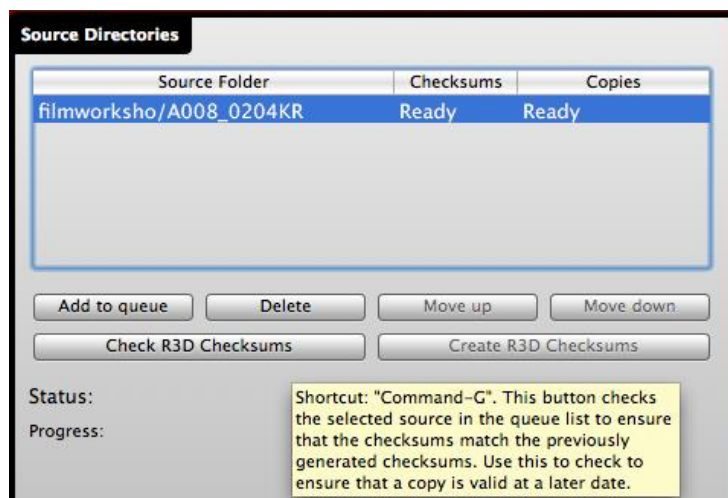 Source Directories
Source Folder Checksums Copies
filmworksho/A008_0204KR Ready Ready
Add to queue Delete Move up Move down
Check R3D Checksums Create R3D Checksums
Status:
Progress:
Shortcut: "Command-G". This button checks
the selected source in the queue list to ensure
that the checksums match the previously
generated checksums. Use this to check to
ensure that a copy is valid at a later date.